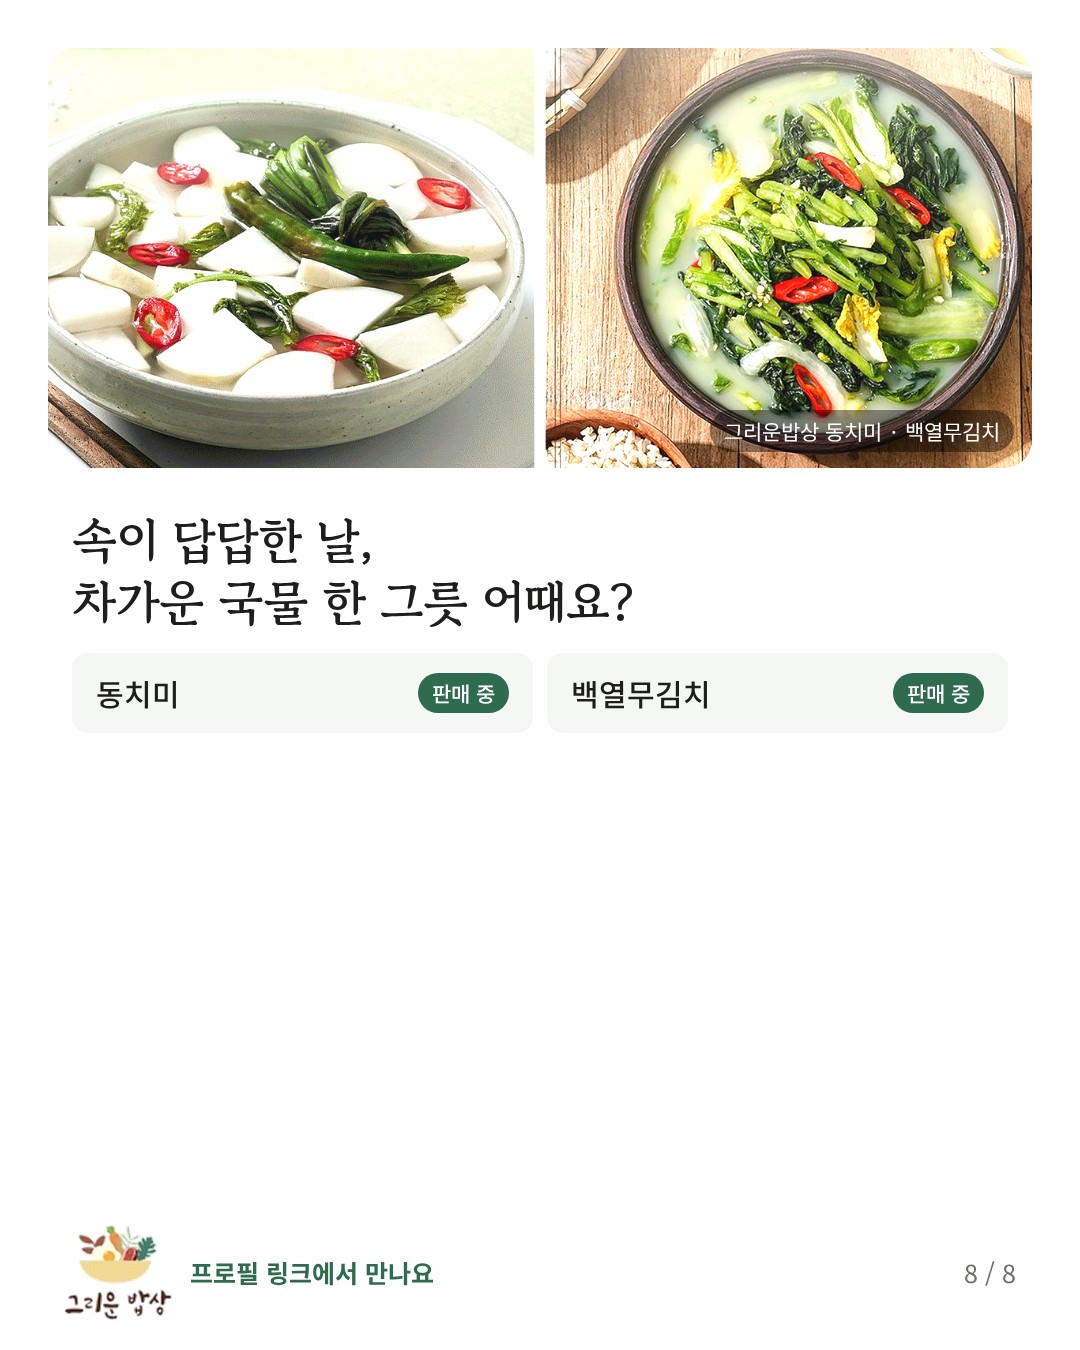 그리운밥상 동치미 · 백열무김치
속이 답답한 날,
차가운 국물 한 그릇 어때요?
동치미
판매 중
백열무김치
판매 중
그리운 밥상
프로필 링크에서 만나요
8 / 8